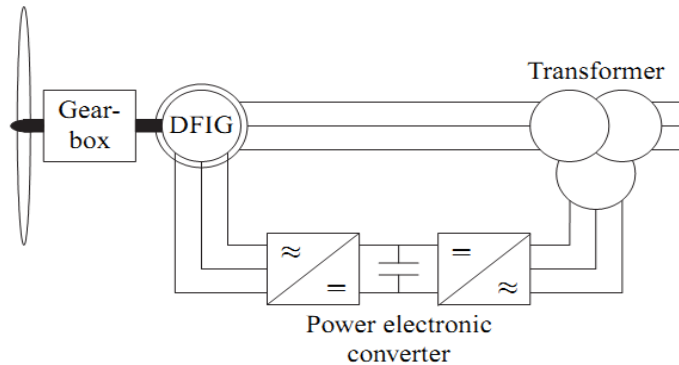 Transformer
Gear-
box
DFIG
≈
=
=
≈
Power electronic
converter